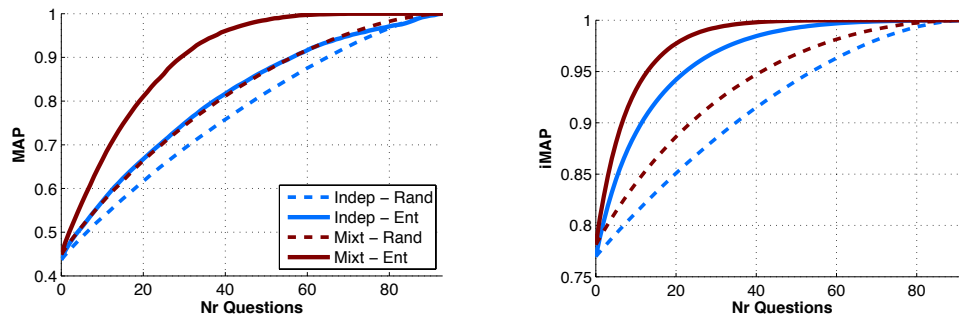 MAP
1
0.9
0.8
0.7
0.6
0.5
0.4
0 20 40 60 80
Nr Questions
Indep – Rand
Indep – Ent
Mixt – Rand
Mixt – Ent
iMAP
1
0.95
0.9
0.85
0.8
0.75
0 20 40 60 80
Nr Questions